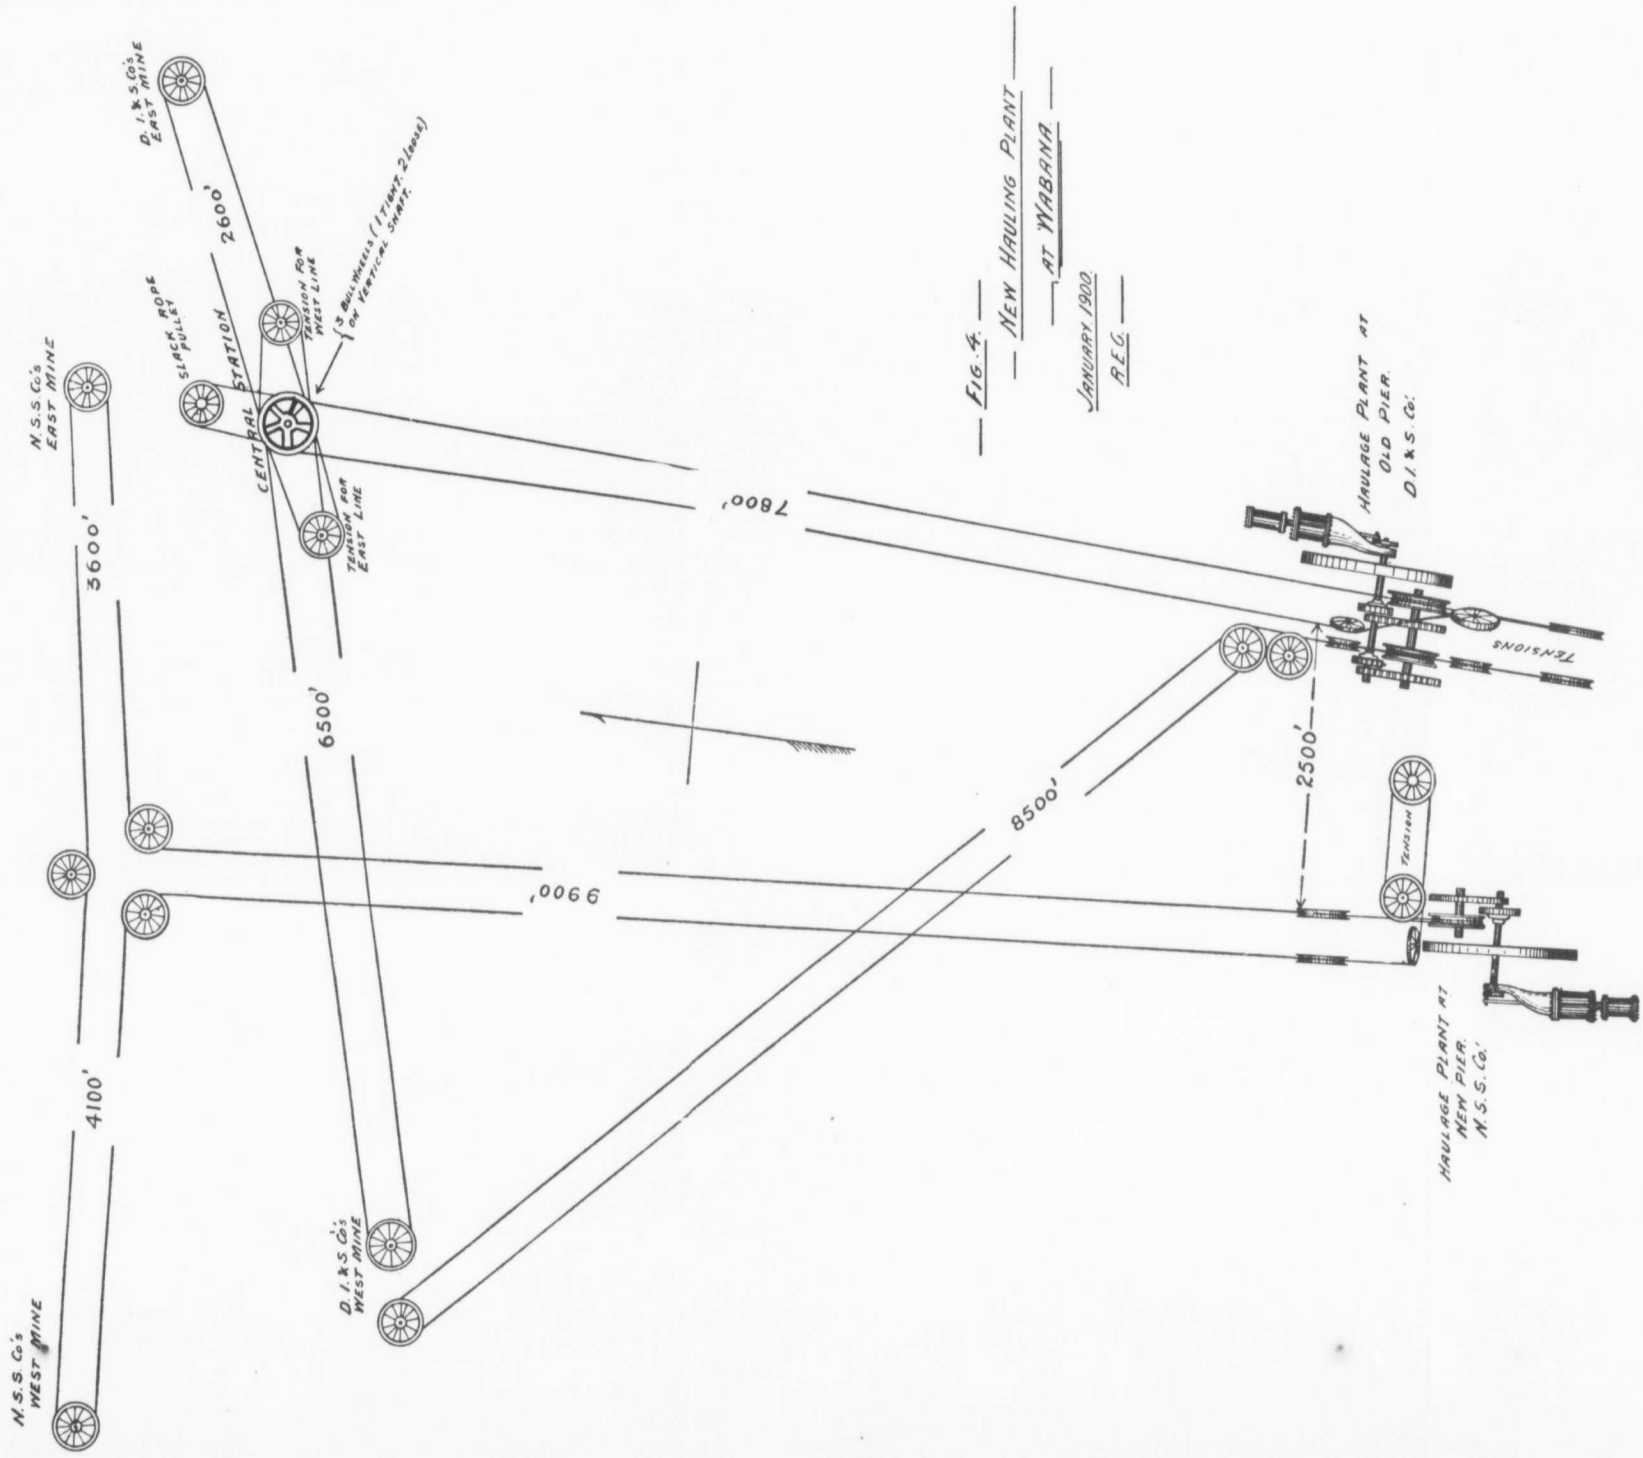 N.S.S. Co's
WEST MINE
4100'
3600'
N.S.S. Co's
EAST MINE
D. I. & S. Co's
EAST MINE
2600'
SLACK ROPE
PULLEY
CENTRAL STATION
TENSION FOR
WEST LINE
{3 BULLWHEELS (1 TIGHT. 2 LOOSE)
ON VERTICAL SHAFT.
TENSION FOR
EAST LINE
6500'
D. I. & S. Co's
WEST MINE
9900'
7800'
8500'
2500'
FIG. 4.
NEW HAULING PLANT
AT WABANA.
JANUARY. 1900.
R.E.C.
HAULAGE PLANT AT
OLD PIER.
D. I. & S. Co.
TENSIONS
TENSION
HAULAGE PLANT AT
NEW PIER.
N. S. S. Co.